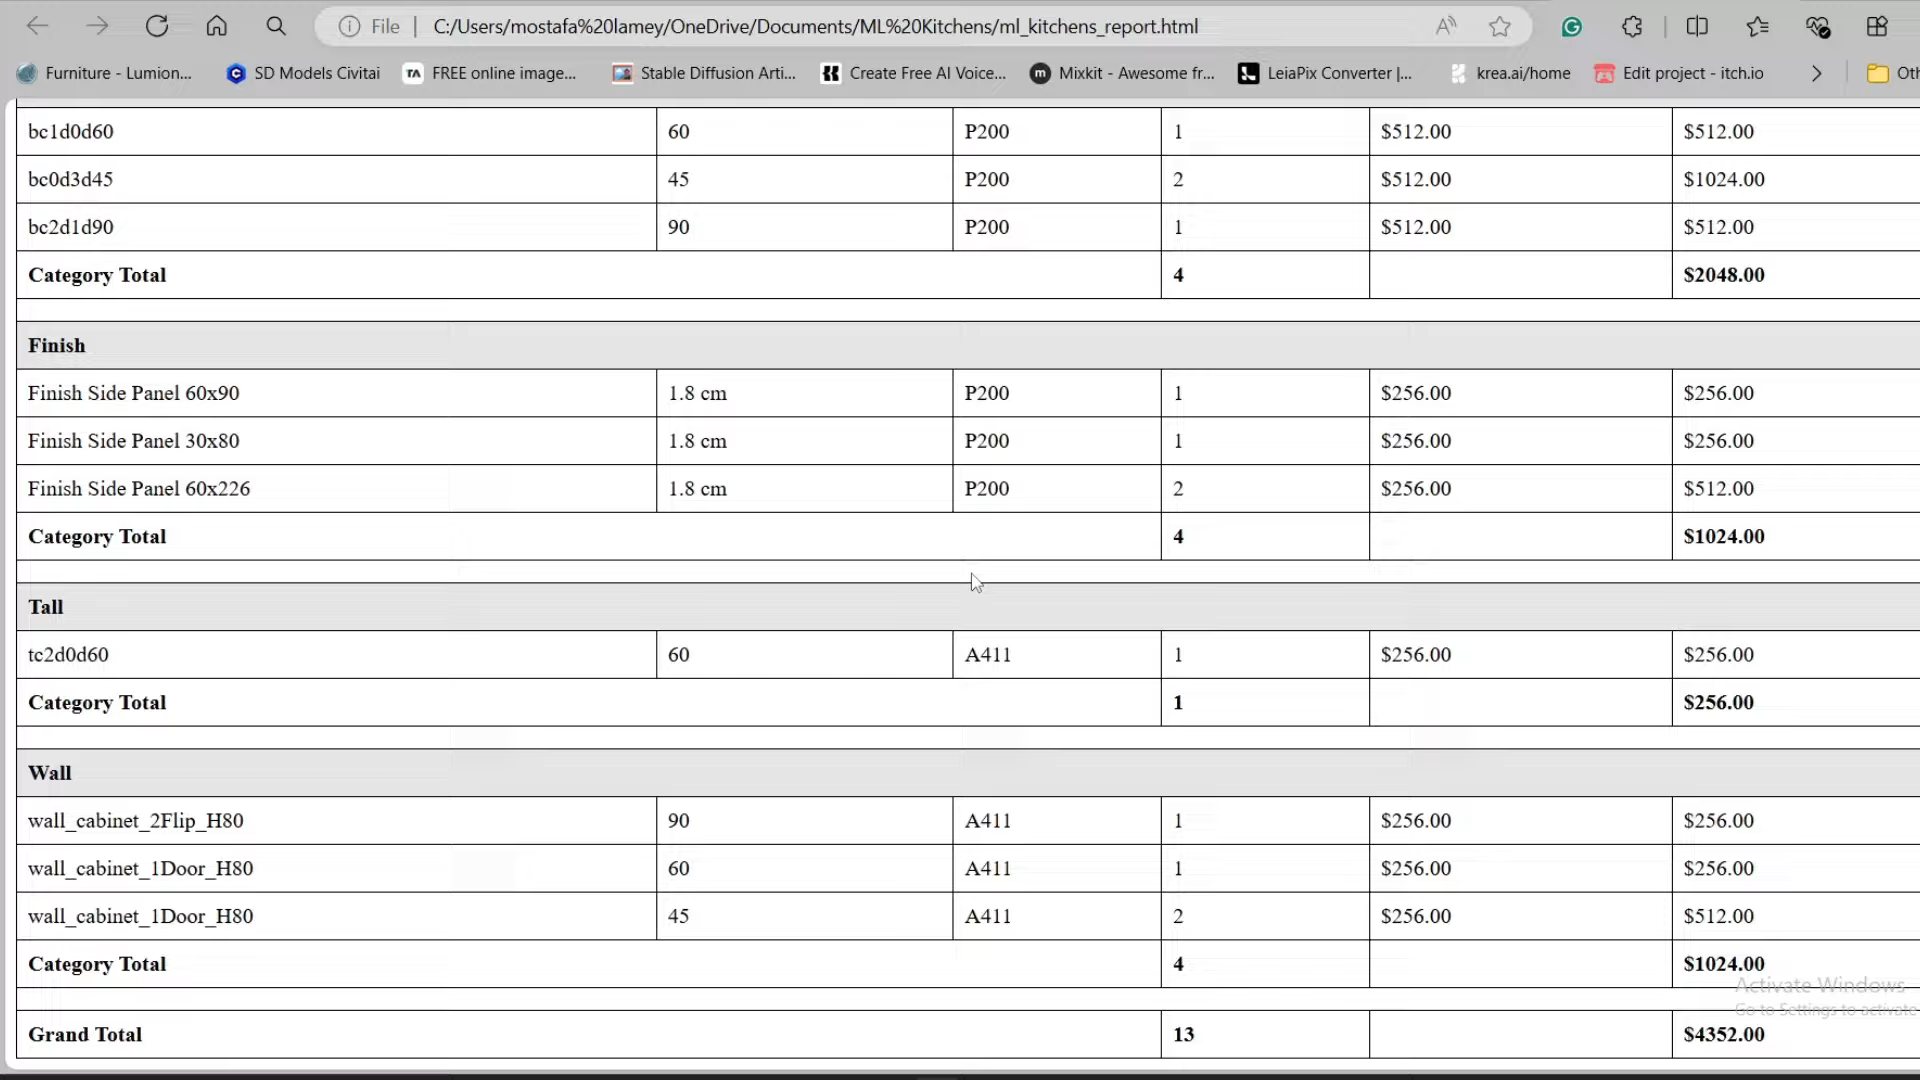 File C:/Users/mostafa%20lamey/OneDrive/Documents/ML%20Kitchens/ml_kitchens_report.html
Furniture - Lumion... SD Models Civitai TA FREE online image... Stable Diffusion Arti... Create Free AI Voice... m Mixkit - Awesome fr... LeiaPix Converter |... krea.ai/home Edit project - itch.io Oth
bc1d0d60 60 P200 1 $512.00 $512.00
bc0d3d45 45 P200 2 $512.00 $1024.00
bc2d1d90 90 P200 1 $512.00 $512.00
Category Total 4 $2048.00
Finish
Finish Side Panel 60x90 1.8 cm P200 1 $256.00 $256.00
Finish Side Panel 30x80 1.8 cm P200 1 $256.00 $256.00
Finish Side Panel 60x226 1.8 cm P200 2 $256.00 $512.00
Category Total 4 $1024.00
Tall
tc2d0d60 60 A411 1 $256.00 $256.00
Category Total 1 $256.00
Wall
wall_cabinet_2Flip_H80 90 A411 1 $256.00 $256.00
wall_cabinet_1Door_H80 60 A411 1 $256.00 $256.00
wall_cabinet_1Door_H80 45 A411 2 $256.00 $512.00
Category Total 4 $1024.00
Activate Windows
Go to Settings to activate
Grand Total 13 $4352.00